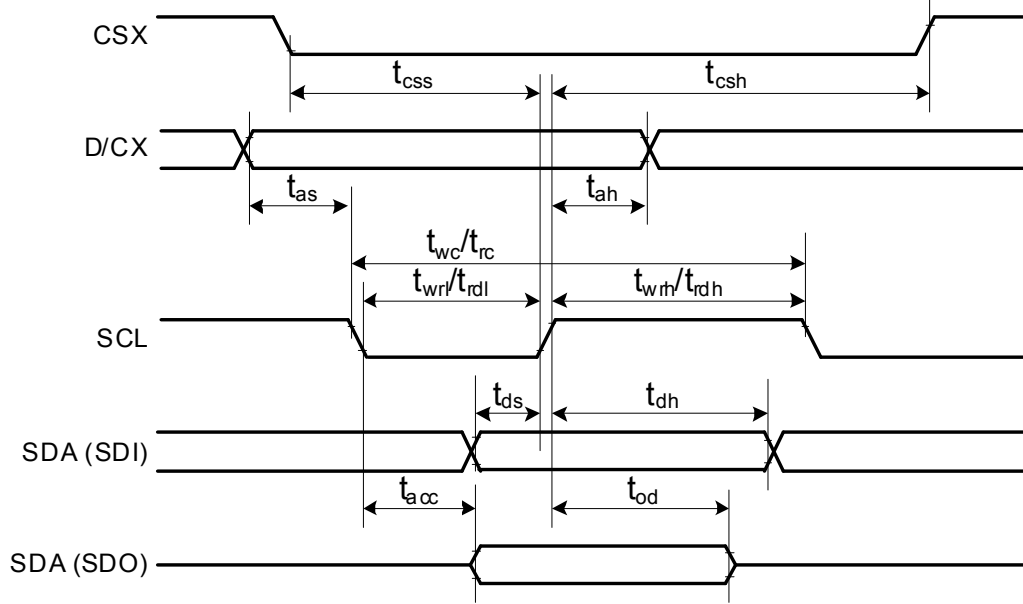 CSX
t_css t_csh
D/CX
t_as t_ah
t_wc/t_rc
t_wrl/t_rdl t_wrh/t_rdh
SCL
t_ds t_dh
SDA (SDI)
t_acc t_od
SDA (SDO)